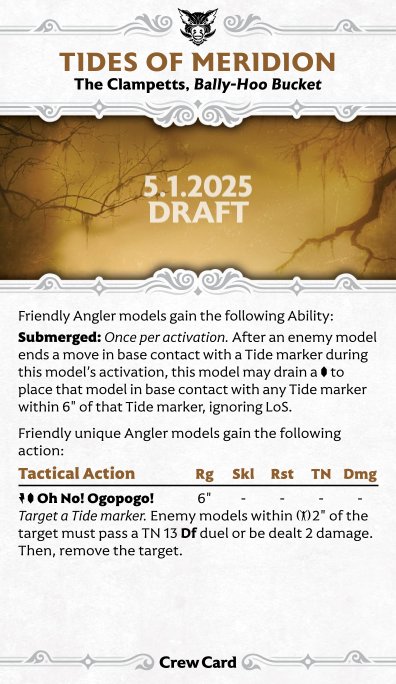 TIDES OF MERIDION
The Clampetts, Bally-Hoo Bucket
5.1.2025
DRAFT
Friendly Angler models gain the following Ability:
Submerged: Once per activation. After an enemy model
ends a move in base contact with a Tide marker during
this model's activation, this model may drain a to
place that model in base contact with any Tide marker
within 6" of that Tide marker, ignoring LoS.
Friendly unique Angler models gain the following
action:
Tactical Action Rg Skl Rst TN Dmg
Oh No! Ogopogo! 6" - - - -
Target a Tide marker. Enemy models within 2" of the
target must pass a TN 13 Df duel or be dealt 2 damage.
Then, remove the target.
Crew Card